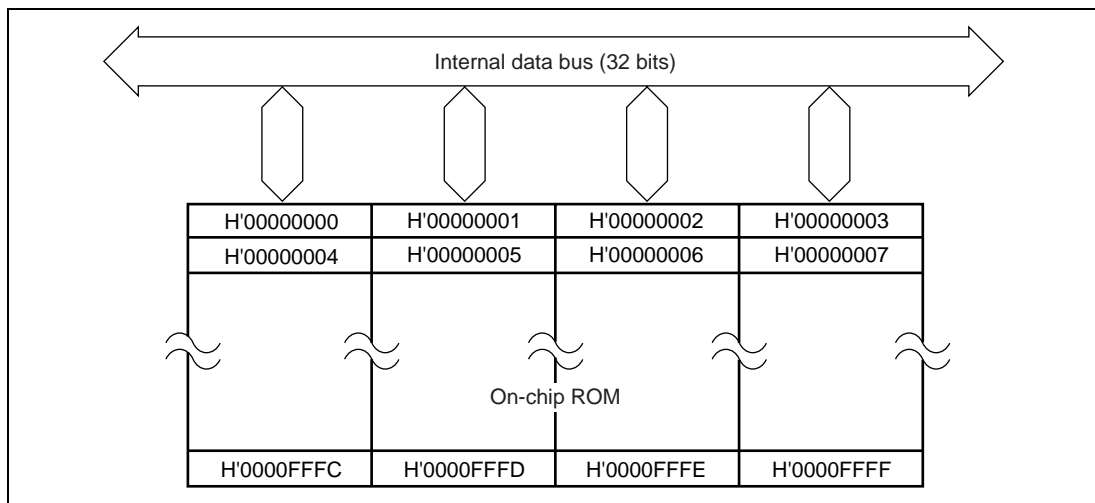 Internal data bus (32 bits)
H'00000000 H'00000001 H'00000002 H'00000003
H'00000004 H'00000005 H'00000006 H'00000007
On-chip ROM
H'0000FFFC H'0000FFFD H'0000FFFE H'0000FFFF